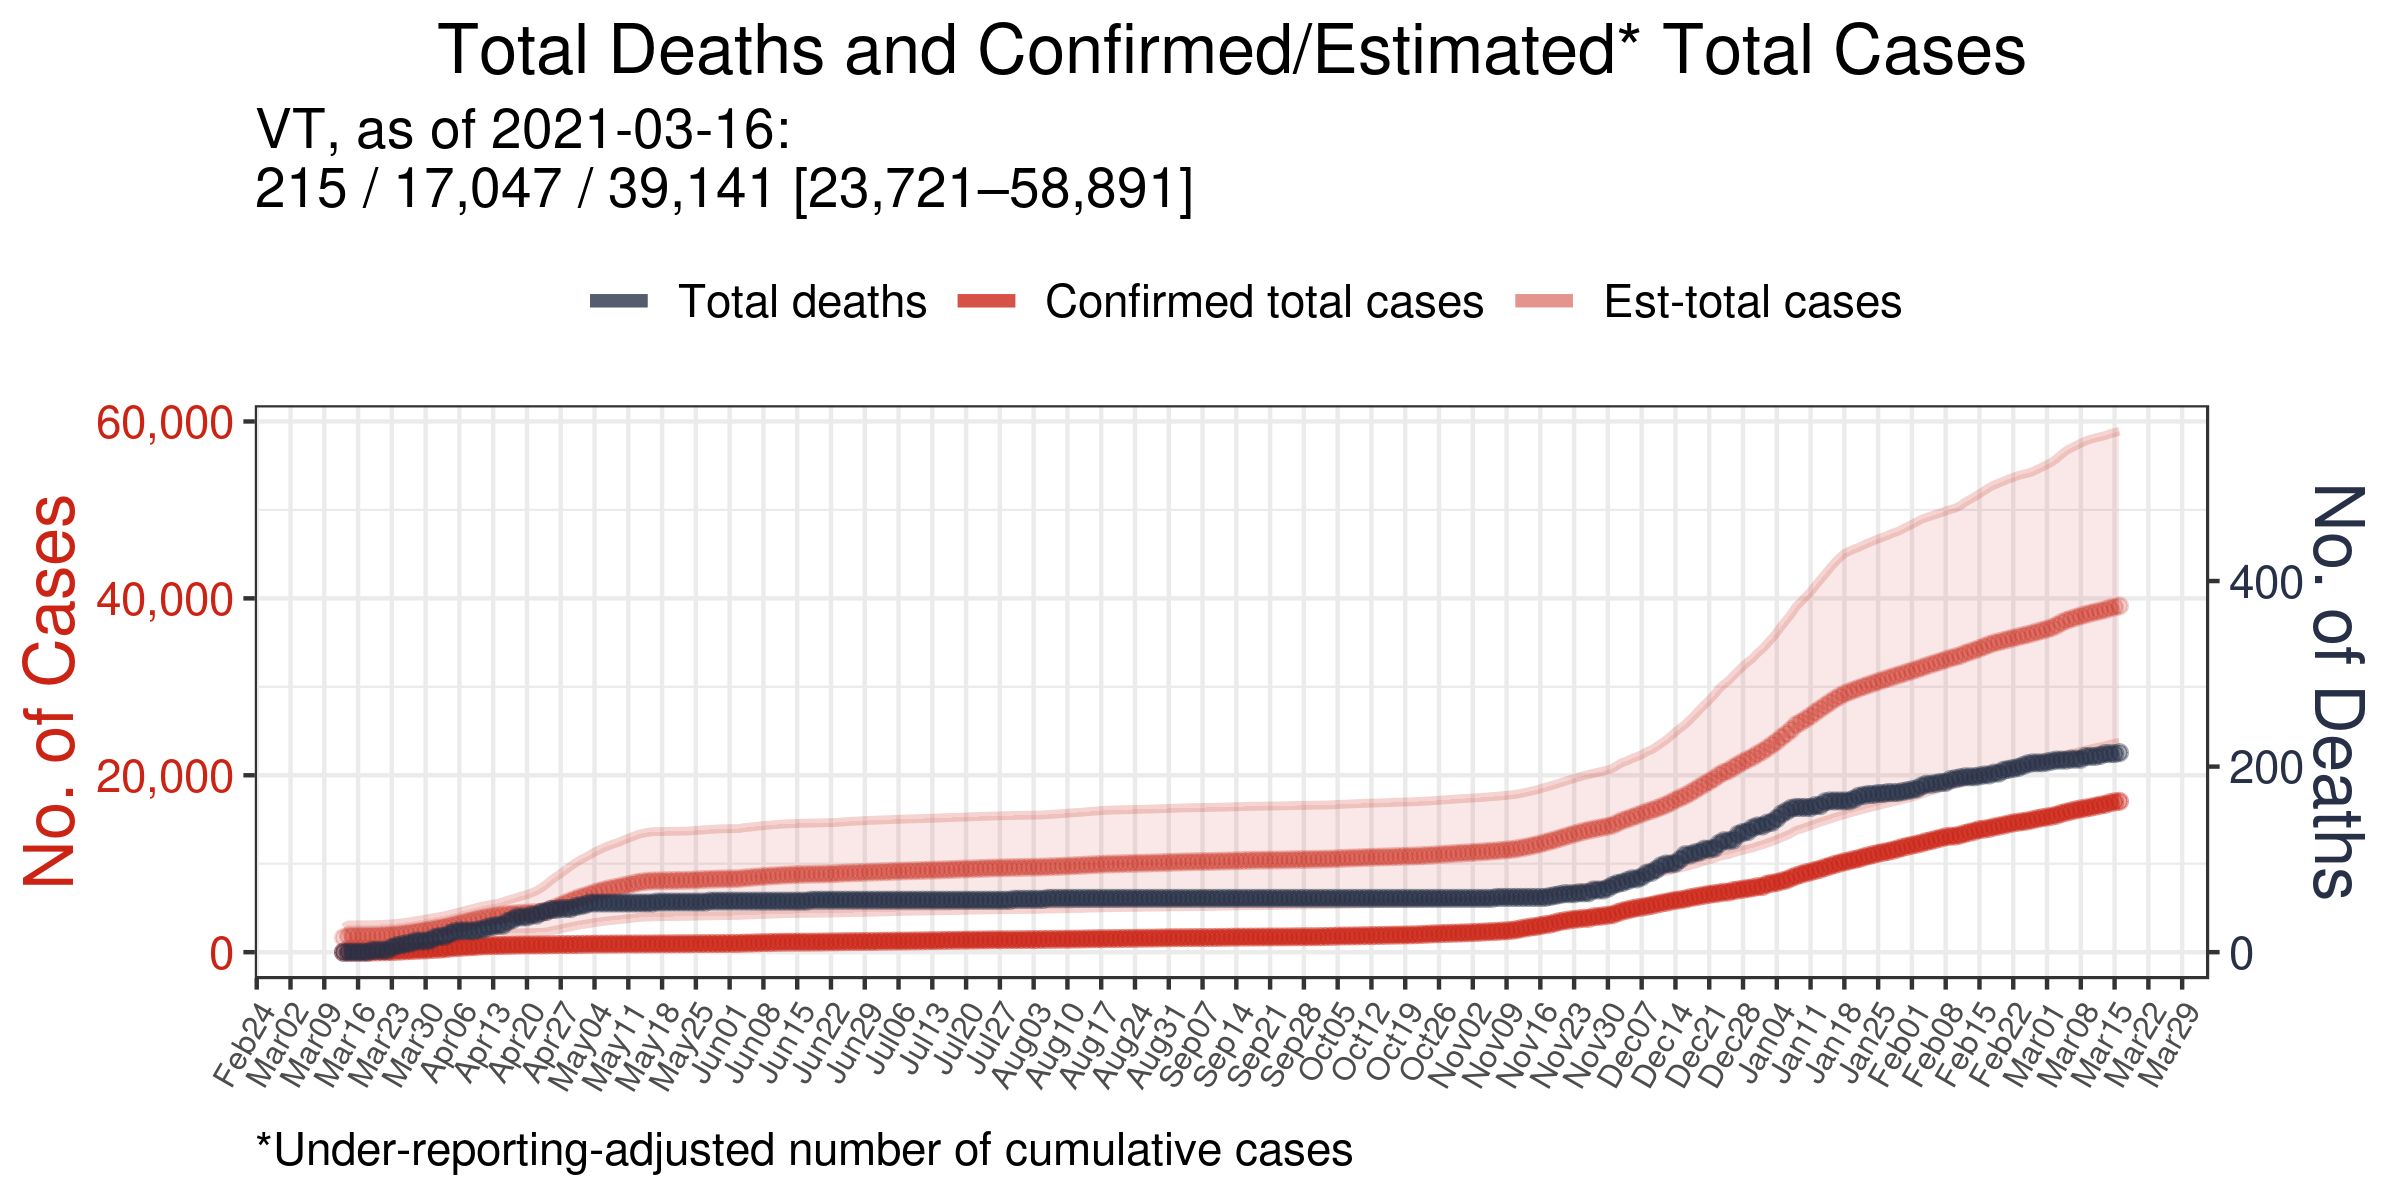 Total Deaths and Confirmed/Estimated* Total Cases
VT, as of 2021-03-16:
215 / 17,047 / 39,141 [23,721–58,891]
Total deaths
Confirmed total cases
Est-total cases
No. of Cases
60,000
40,000
20,000
0
No. of Deaths
400
200
0
Feb24
Mar02
Mar09
Mar16
Mar23
Mar30
Apr06
Apr13
Apr20
Apr27
May04
May11
May18
May25
Jun01
Jun08
Jun15
Jun22
Jun29
Jul06
Jul13
Jul20
Jul27
Aug03
Aug10
Aug17
Aug24
Aug31
Sep07
Sep14
Sep21
Sep28
Oct05
Oct12
Oct19
Oct26
Nov02
Nov09
Nov16
Nov23
Nov30
Dec07
Dec14
Dec21
Dec28
Jan04
Jan11
Jan18
Jan25
Feb01
Feb08
Feb15
Feb22
Mar01
Mar08
Mar15
Mar22
Mar29
*Under-reporting-adjusted number of cumulative cases